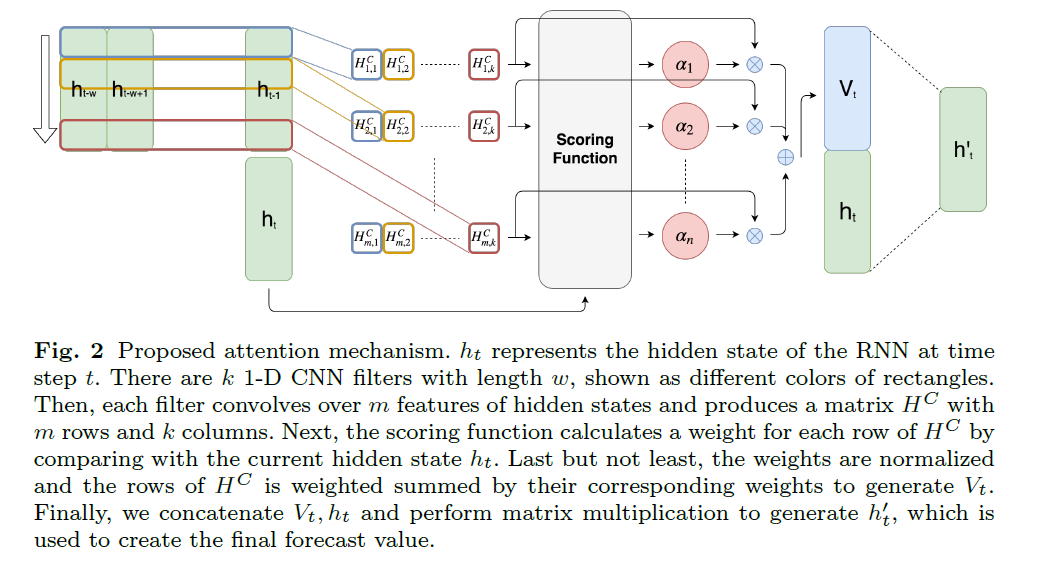 h_{t-w} h_{t-w+1} h_{t-1}
H^C_{1,1} H^C_{1,2} H^C_{1,k}
H^C_{2,1} H^C_{2,2} H^C_{2,k}
H^C_{m,1} H^C_{m,2} H^C_{m,k}
h_t
Scoring
Function
α_1
α_2
α_n
V_t
h_t
h'_t
Fig. 2 Proposed attention mechanism. h_t represents the hidden state of the RNN at time
step t. There are k 1-D CNN filters with length w, shown as different colors of rectangles.
Then, each filter convolves over m features of hidden states and produces a matrix H^C with
m rows and k columns. Next, the scoring function calculates a weight for each row of H^C by
comparing with the current hidden state h_t. Last but not least, the weights are normalized
and the rows of H^C is weighted summed by their corresponding weights to generate V_t.
Finally, we concatenate V_t, h_t and perform matrix multiplication to generate h'_t, which is
used to create the final forecast value.